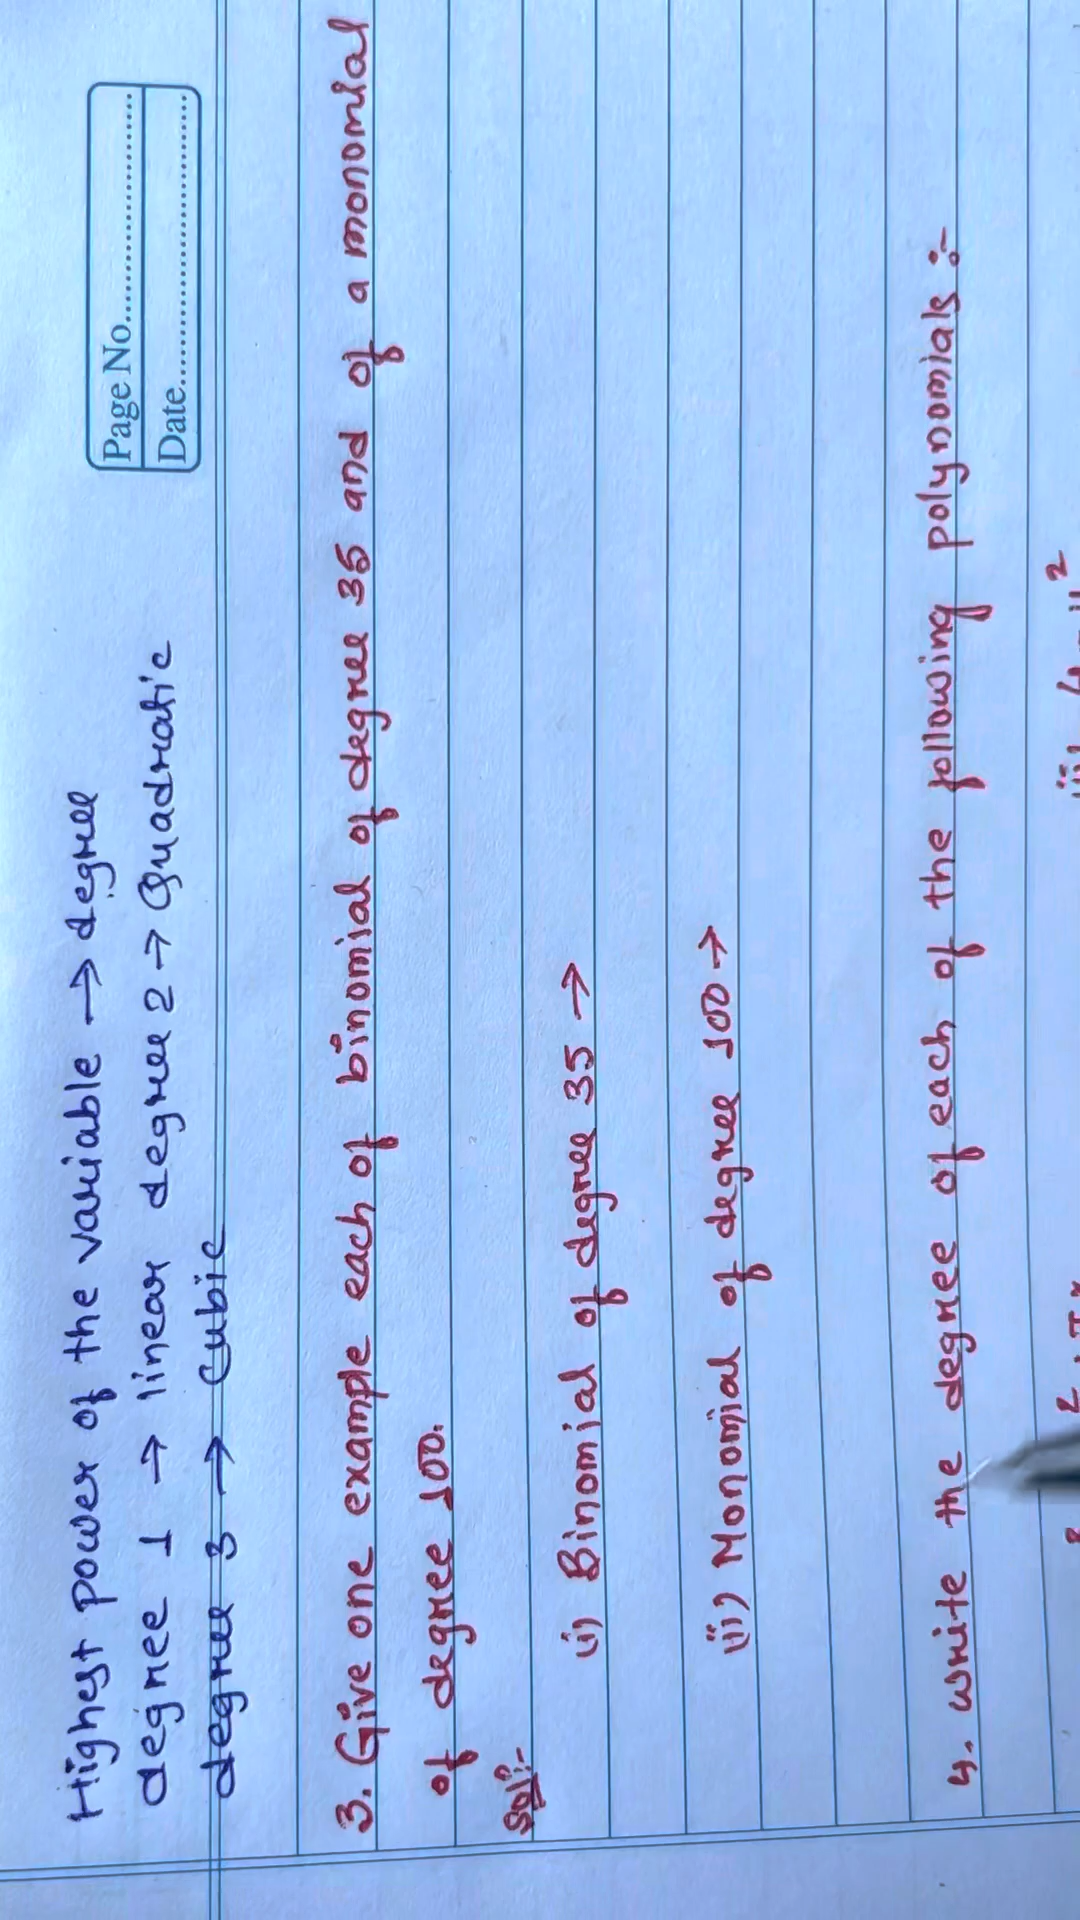 Page No..................
Date........................
Highest power of the variable → degree
degree 1 → linear degree 2 → Quadratic
degree 3 → cubic
3. Give one example each of binomial of degree 35 and of a monomial
of degree 100.
Sol:-
(i) Binomial of degree 35 →
(ii) Monomial of degree 100 →
4. Write the degree of each of the following polynomials :-